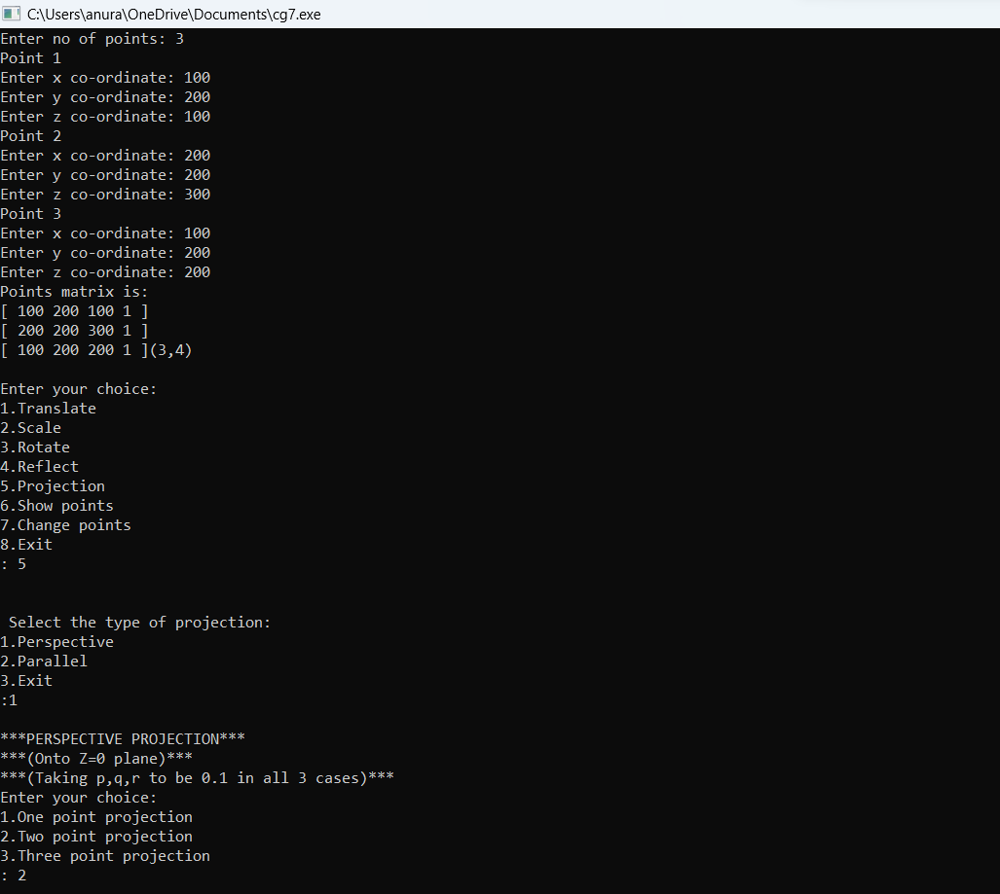 C:\Users\anura\OneDrive\Documents\cg7.exe
Enter no of points: 3
Point 1
Enter x co-ordinate: 100
Enter y co-ordinate: 200
Enter z co-ordinate: 100
Point 2
Enter x co-ordinate: 200
Enter y co-ordinate: 200
Enter z co-ordinate: 300
Point 3
Enter x co-ordinate: 100
Enter y co-ordinate: 200
Enter z co-ordinate: 200
Points matrix is:
[ 100 200 100 1 ]
[ 200 200 300 1 ]
[ 100 200 200 1 ](3,4)
Enter your choice:
1.Translate
2.Scale
3.Rotate
4.Reflect
5.Projection
6.Show points
7.Change points
8.Exit
: 5
Select the type of projection:
1.Perspective
2.Parallel
3.Exit
:1
***PERSPECTIVE PROJECTION***
***(Onto Z=0 plane)***
***(Taking p,q,r to be 0.1 in all 3 cases)***
Enter your choice:
1.One point projection
2.Two point projection
3.Three point projection
: 2